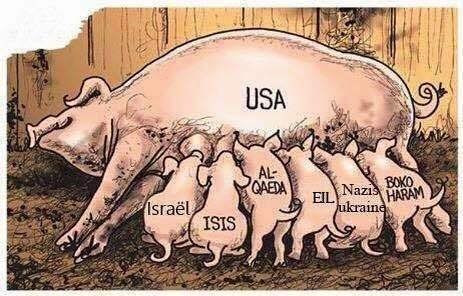 USA
Israël
ISIS
AL-
QAEDA
EIL
Nazis
ukraine
BOKO
HARAM